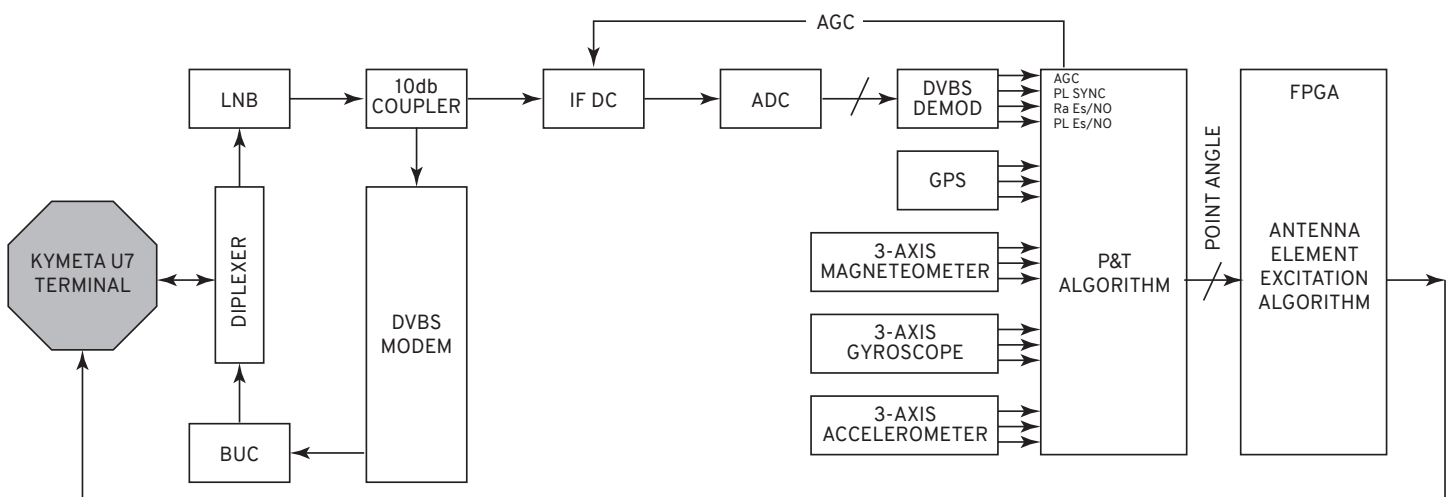 AGC
LNB
10db
COUPLER
IF DC
ADC
DVBS
DEMOD
AGC
PL SYNC
Ra Es/NO
PL Es/NO
FPGA
GPS
POINT ANGLE
KYMETA U7
TERMINAL
DIPLEXER
DVBS
MODEM
3-AXIS
MAGNETEOMETER
P&T
ALGORITHM
ANTENNA
ELEMENT
EXCITATION
ALGORITHM
3-AXIS
GYROSCOPE
3-AXIS
ACCELEROMETER
BUC